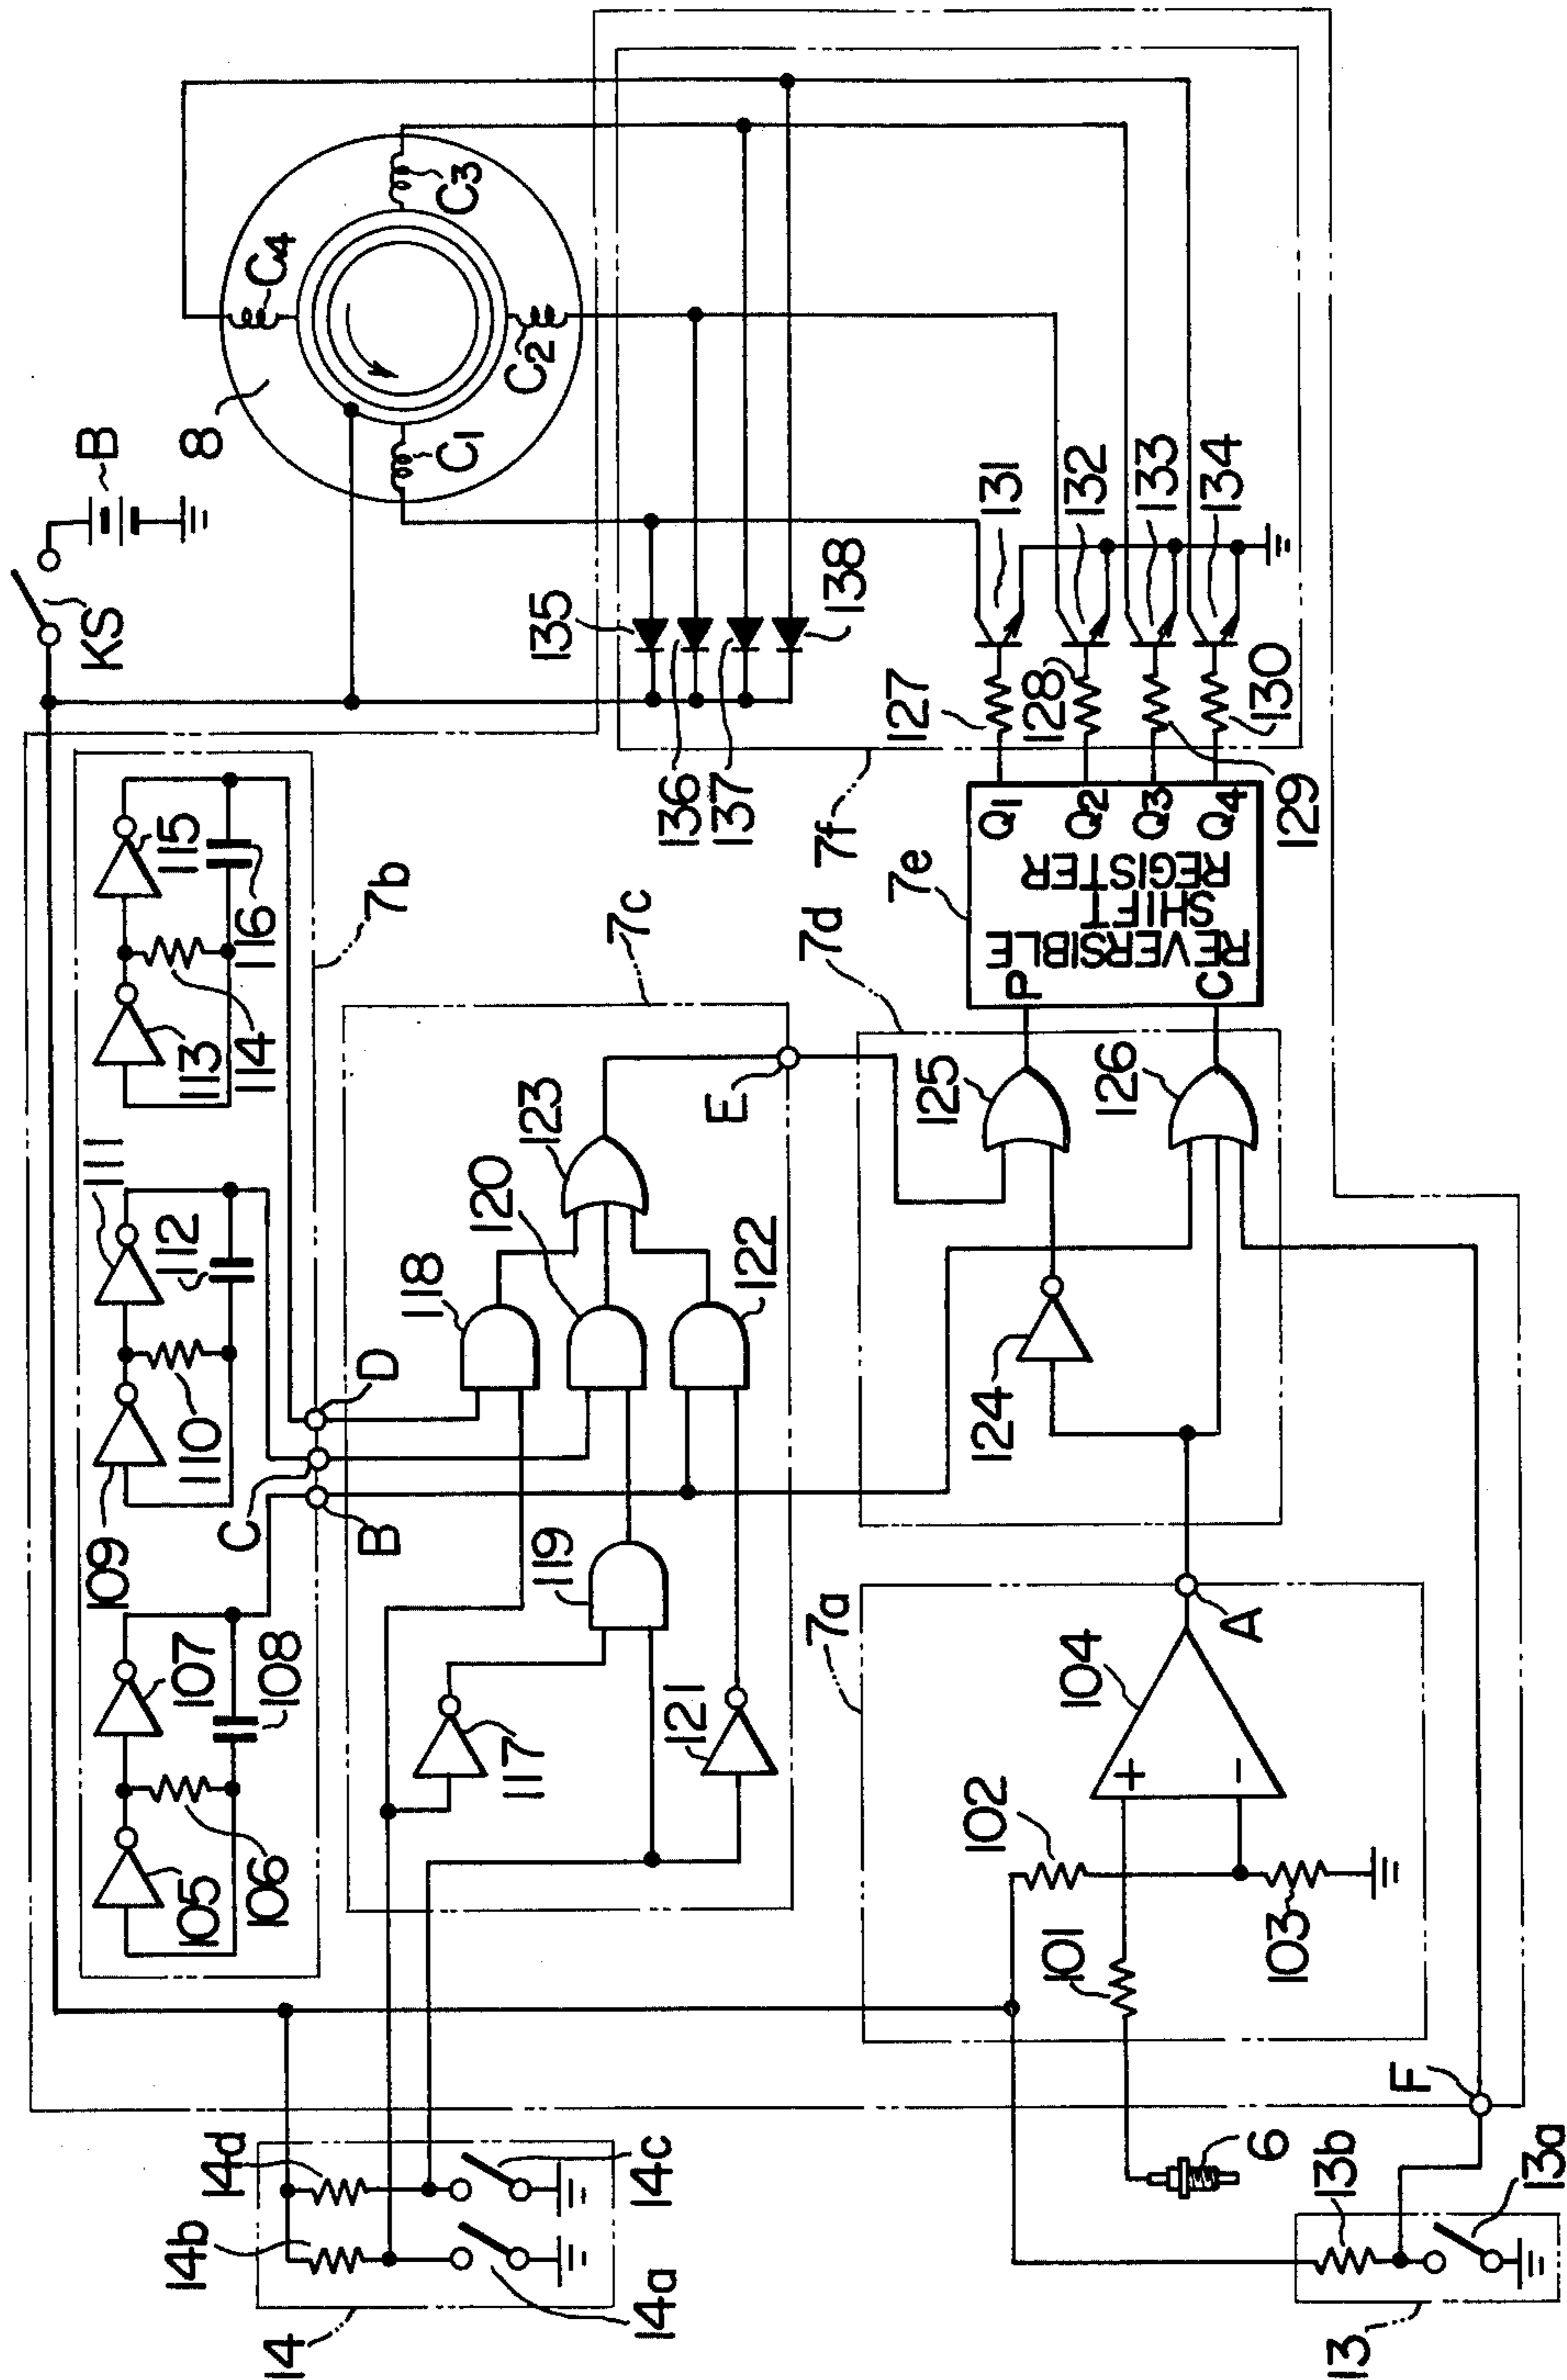 KS
B
8
C4
C3
C2
C1
115
116
113
114
7b
111
112
109
110
107
108
105
106
D
C
B
7c
E
123
118
120
122
119
117
121
135
136
137
138
7f
127
128
129
130
131
132
133
134
7e
P
C
Q1
Q2
Q3
Q4
REVERSIBLE
SHIFT
REGISTER
7d
125
126
124
7a
A
104
+
-
102
101
103
F
14
14b
14d
14a
14c
6
13
13b
13a